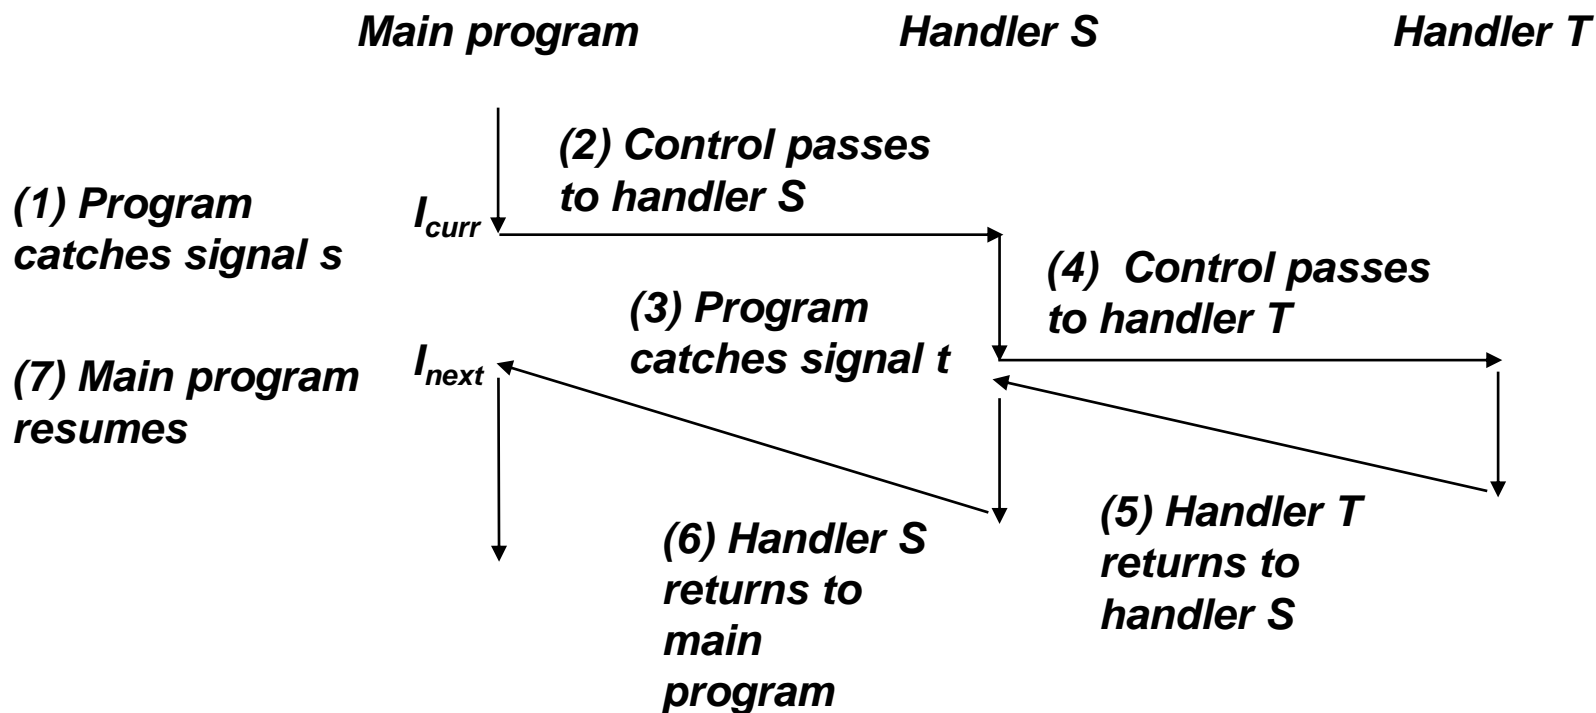 Main program
Handler S
Handler T
(2) Control passes
to handler S
(1) Program
catches signal s
Icurr
(4) Control passes
to handler T
(3) Program
catches signal t
(7) Main program
resumes
Inext
(5) Handler T
returns to
handler S
(6) Handler S
returns to
main
program